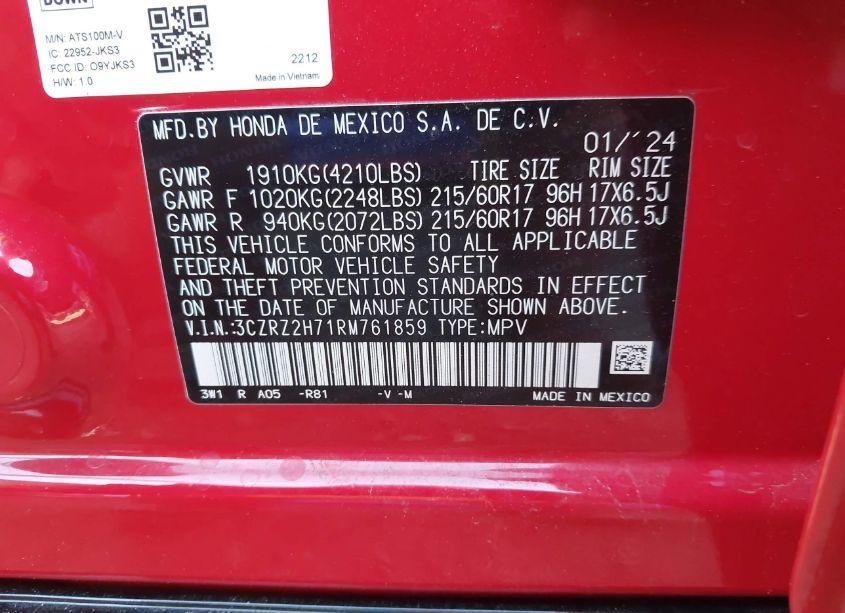 DOWN
M/N: ATS100M-V
IC: 22952-JKS3
FCC ID: O9YJKS3
H/W: 1.0
2212
Made in Vietnam
MFD.BY HONDA DE MEXICO S.A. DE C.V.
01/´24
GVWR 1910KG(4210LBS) TIRE SIZE RIM SIZE
GAWR F 1020KG(2248LBS) 215/60R17 96H 17X6.5J
GAWR R 940KG(2072LBS) 215/60R17 96H 17X6.5J
THIS VEHICLE CONFORMS TO ALL APPLICABLE
FEDERAL MOTOR VEHICLE SAFETY
AND THEFT PREVENTION STANDARDS IN EFFECT
ON THE DATE OF MANUFACTURE SHOWN ABOVE.
V.I.N.:3CZRZ2H71RM761859 TYPE:MPV
3W1 R A05 -R81 -V -M
MADE IN MEXICO